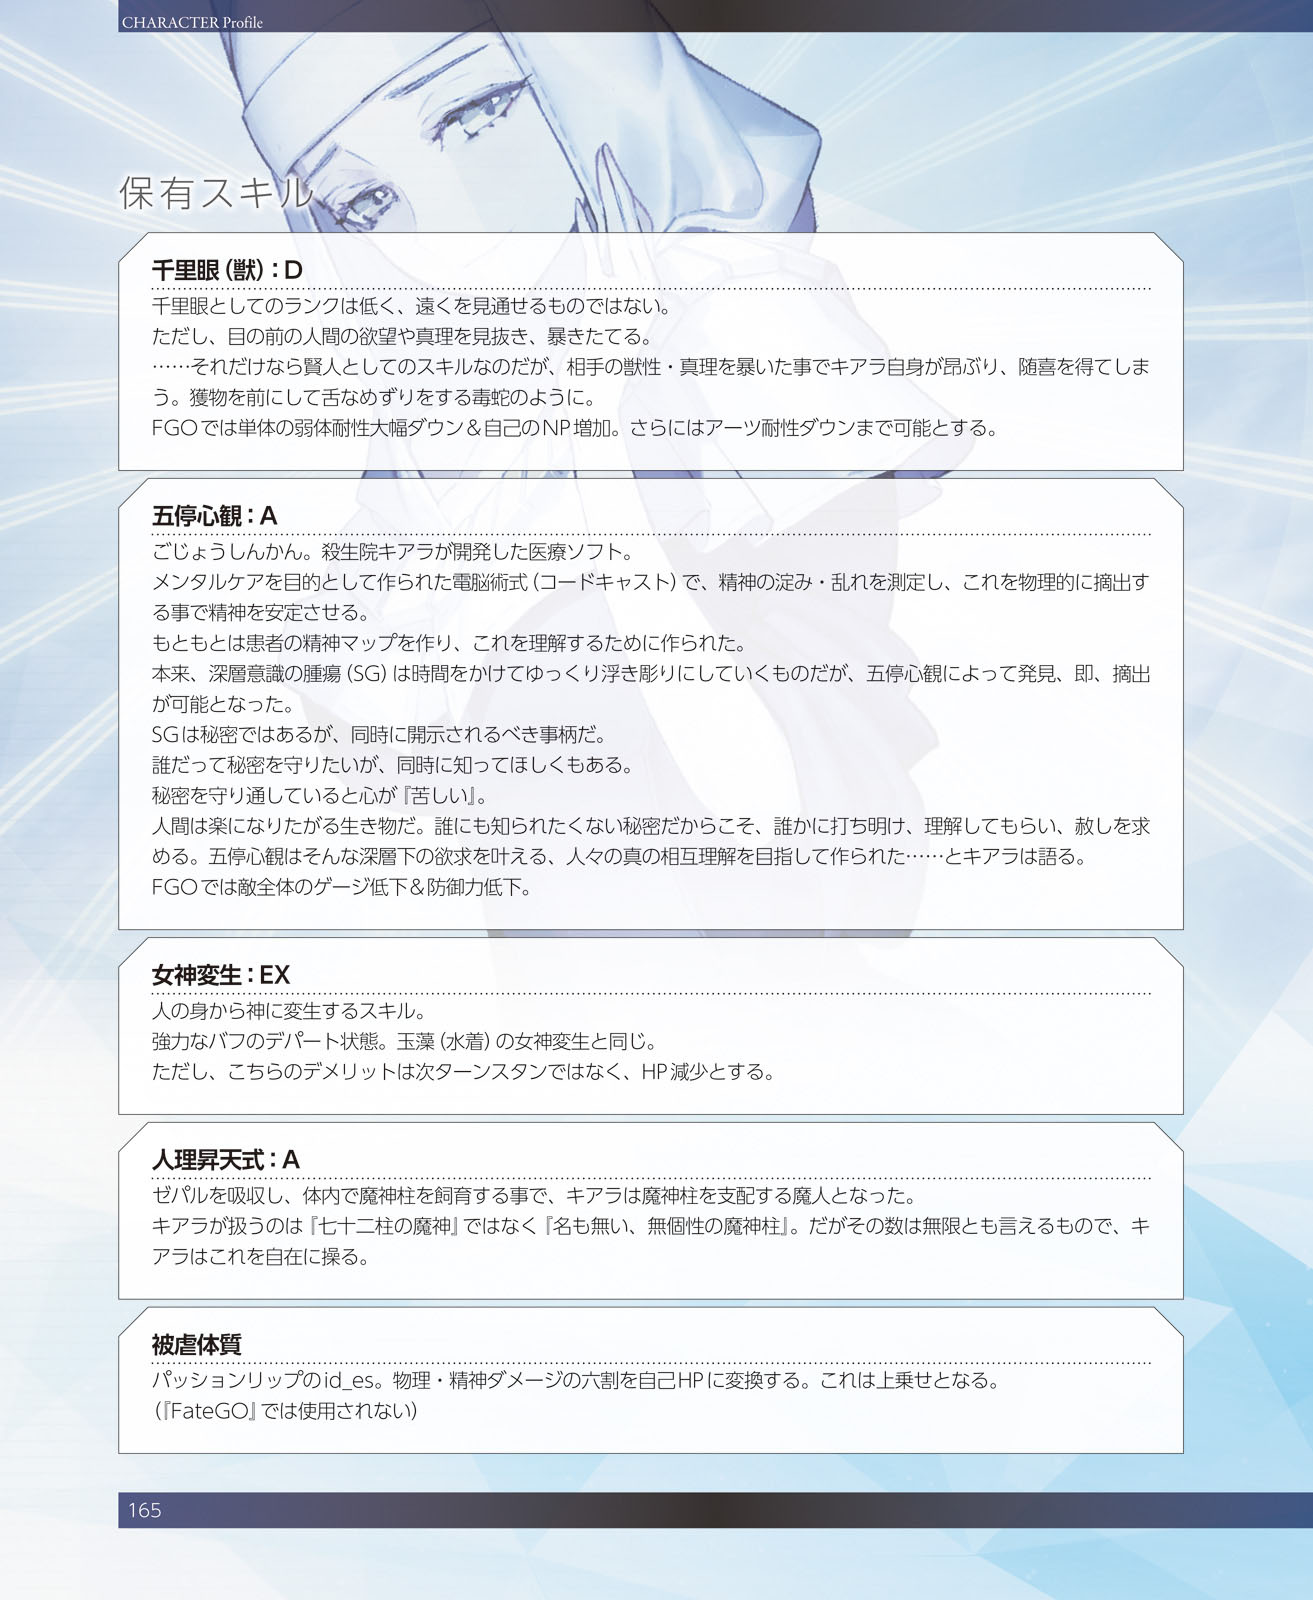 CHARACTER Profile
保有スキル
千里眼（獣）：D
千里眼としてのランクは低く、遠くを見通せるものではない。
ただし、目の前の人間の欲望や真理を見抜き、暴きたてる。
……それだけなら賢人としてのスキルなのだが、相手の獣性・真理を暴いた事でキアラ自身が昂ぶり、随喜を得てしま
う。獲物を前にして舌なめずりをする毒蛇のように。
FGOでは単体の弱体耐性大幅ダウン＆自己のNP増加。さらにはアーツ耐性ダウンまで可能とする。
五停心観：A
ごじょうしんかん。殺生院キアラが開発した医療ソフト。
メンタルケアを目的として作られた電脳術式（コードキャスト）で、精神の淀み・乱れを測定し、これを物理的に摘出す
る事で精神を安定させる。
もともとは患者の精神マップを作り、これを理解するために作られた。
本来、深層意識の腫瘍（SG）は時間をかけてゆっくり浮き彫りにしていくものだが、五停心観によって発見、即、摘出
が可能となった。
SGは秘密ではあるが、同時に開示されるべき事柄だ。
誰だって秘密を守りたいが、同時に知ってほしくもある。
秘密を守り通していると心が『苦しい』。
人間は楽になりたがる生き物だ。誰にも知られたくない秘密だからこそ、誰かに打ち明け、理解してもらい、赦しを求
める。五停心観はそんな深層下の欲求を叶える、人々の真の相互理解を目指して作られた……とキアラは語る。
FGOでは敵全体のゲージ低下＆防御力低下。
女神変生：EX
人の身から神に変生するスキル。
強力なバフのデパート状態。玉藻（水着）の女神変生と同じ。
ただし、こちらのデメリットは次ターンスタンではなく、HP減少とする。
人理昇天式：A
ゼパルを吸収し、体内で魔神柱を飼育する事で、キアラは魔神柱を支配する魔人となった。
キアラが扱うのは『七十二柱の魔神』ではなく『名も無い、無個性の魔神柱』。だがその数は無限とも言えるもので、キ
アラはこれを自在に操る。
被虐体質
パッションリップのid_es。物理・精神ダメージの六割を自己HPに変換する。これは上乗せとなる。
（『FateGO』では使用されない）
165